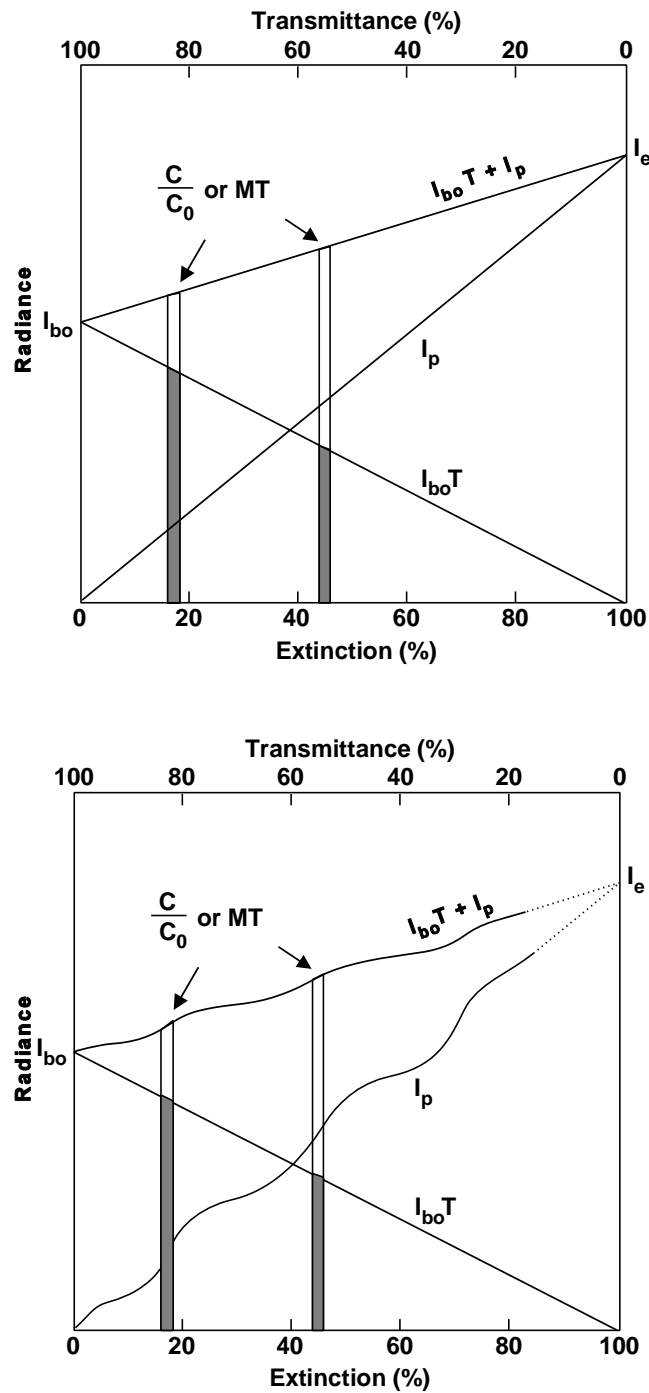 Transmittance (%)
100 80 60 40 20 0
I_e
I_boT + I_p
C/C_0 or MT
I_bo
Radiance
I_p
I_boT
0 20 40 60 80 100
Extinction (%)
Transmittance (%)
100 80 60 40 20 0
I_e
I_boT + I_p
C/C_0 or MT
I_bo
Radiance
I_p
I_boT
0 20 40 60 80 100
Extinction (%)